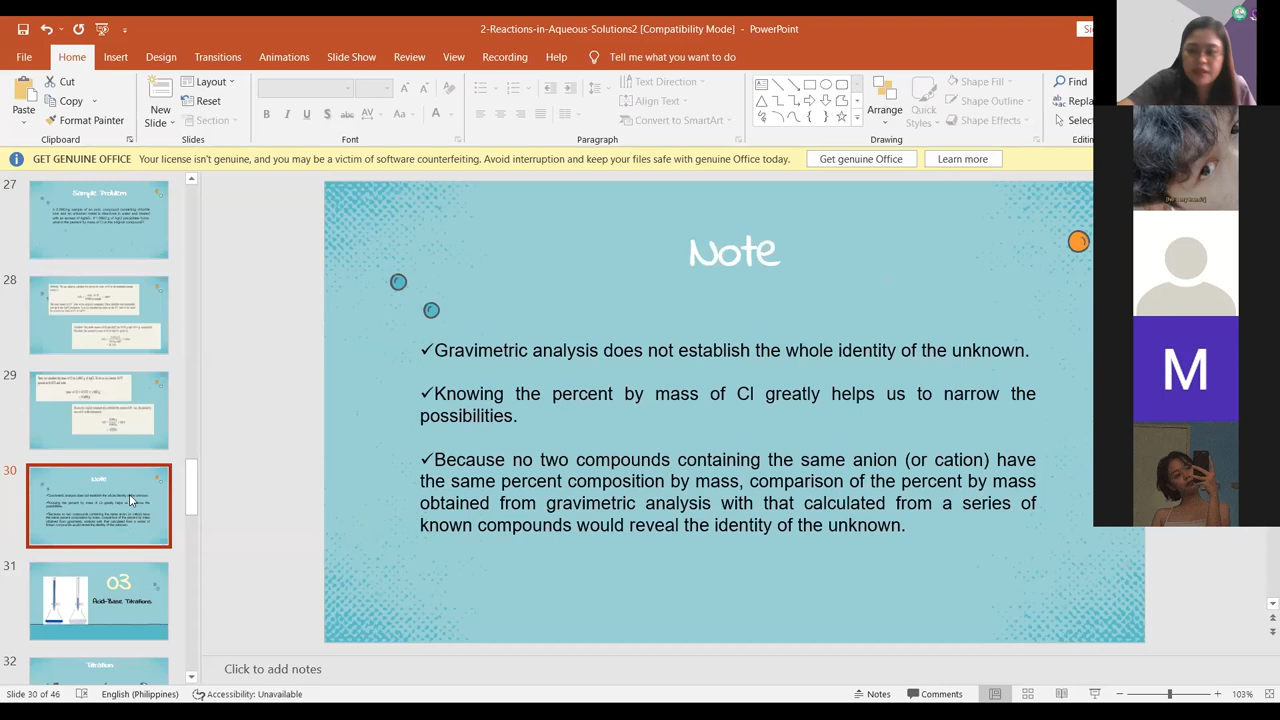 2-Reactions-in-Aqueous-Solutions2 [Compatibility Mode] - PowerPoint
File Home Insert Design Transitions Animations Slide Show Review View Recording Help Tell me what you want to do
Cut
Copy
Format Painter
Paste
Clipboard
New
Slide
Layout
Reset
Section
Slides
B I U S ab AV Aa A
Font
Text Direction
Align Text
Convert to SmartArt
Paragraph
Arrange
Quick
Styles
Shape Fill
Shape Outline
Shape Effects
Drawing
Find
Repla
Selec
Editin
GET GENUINE OFFICE Your license isn't genuine, and you may be a victim of software counterfeiting. Avoid interruption and keep your files safe with genuine Office today. Get genuine Office Learn more
27
Sample Problem
28
29
30
Note
31
03
Acid-Base Titrations
32
Titration
Note
✓Gravimetric analysis does not establish the whole identity of the unknown.
✓Knowing the percent by mass of Cl greatly helps us to narrow the
possibilities.
✓Because no two compounds containing the same anion (or cation) have
the same percent composition by mass, comparison of the percent by mass
obtained from gravimetric analysis with that calculated from a series of
known compounds would reveal the identity of the unknown.
M
Click to add notes
Slide 30 of 46 English (Philippines) Accessibility: Unavailable Notes Comments 103%